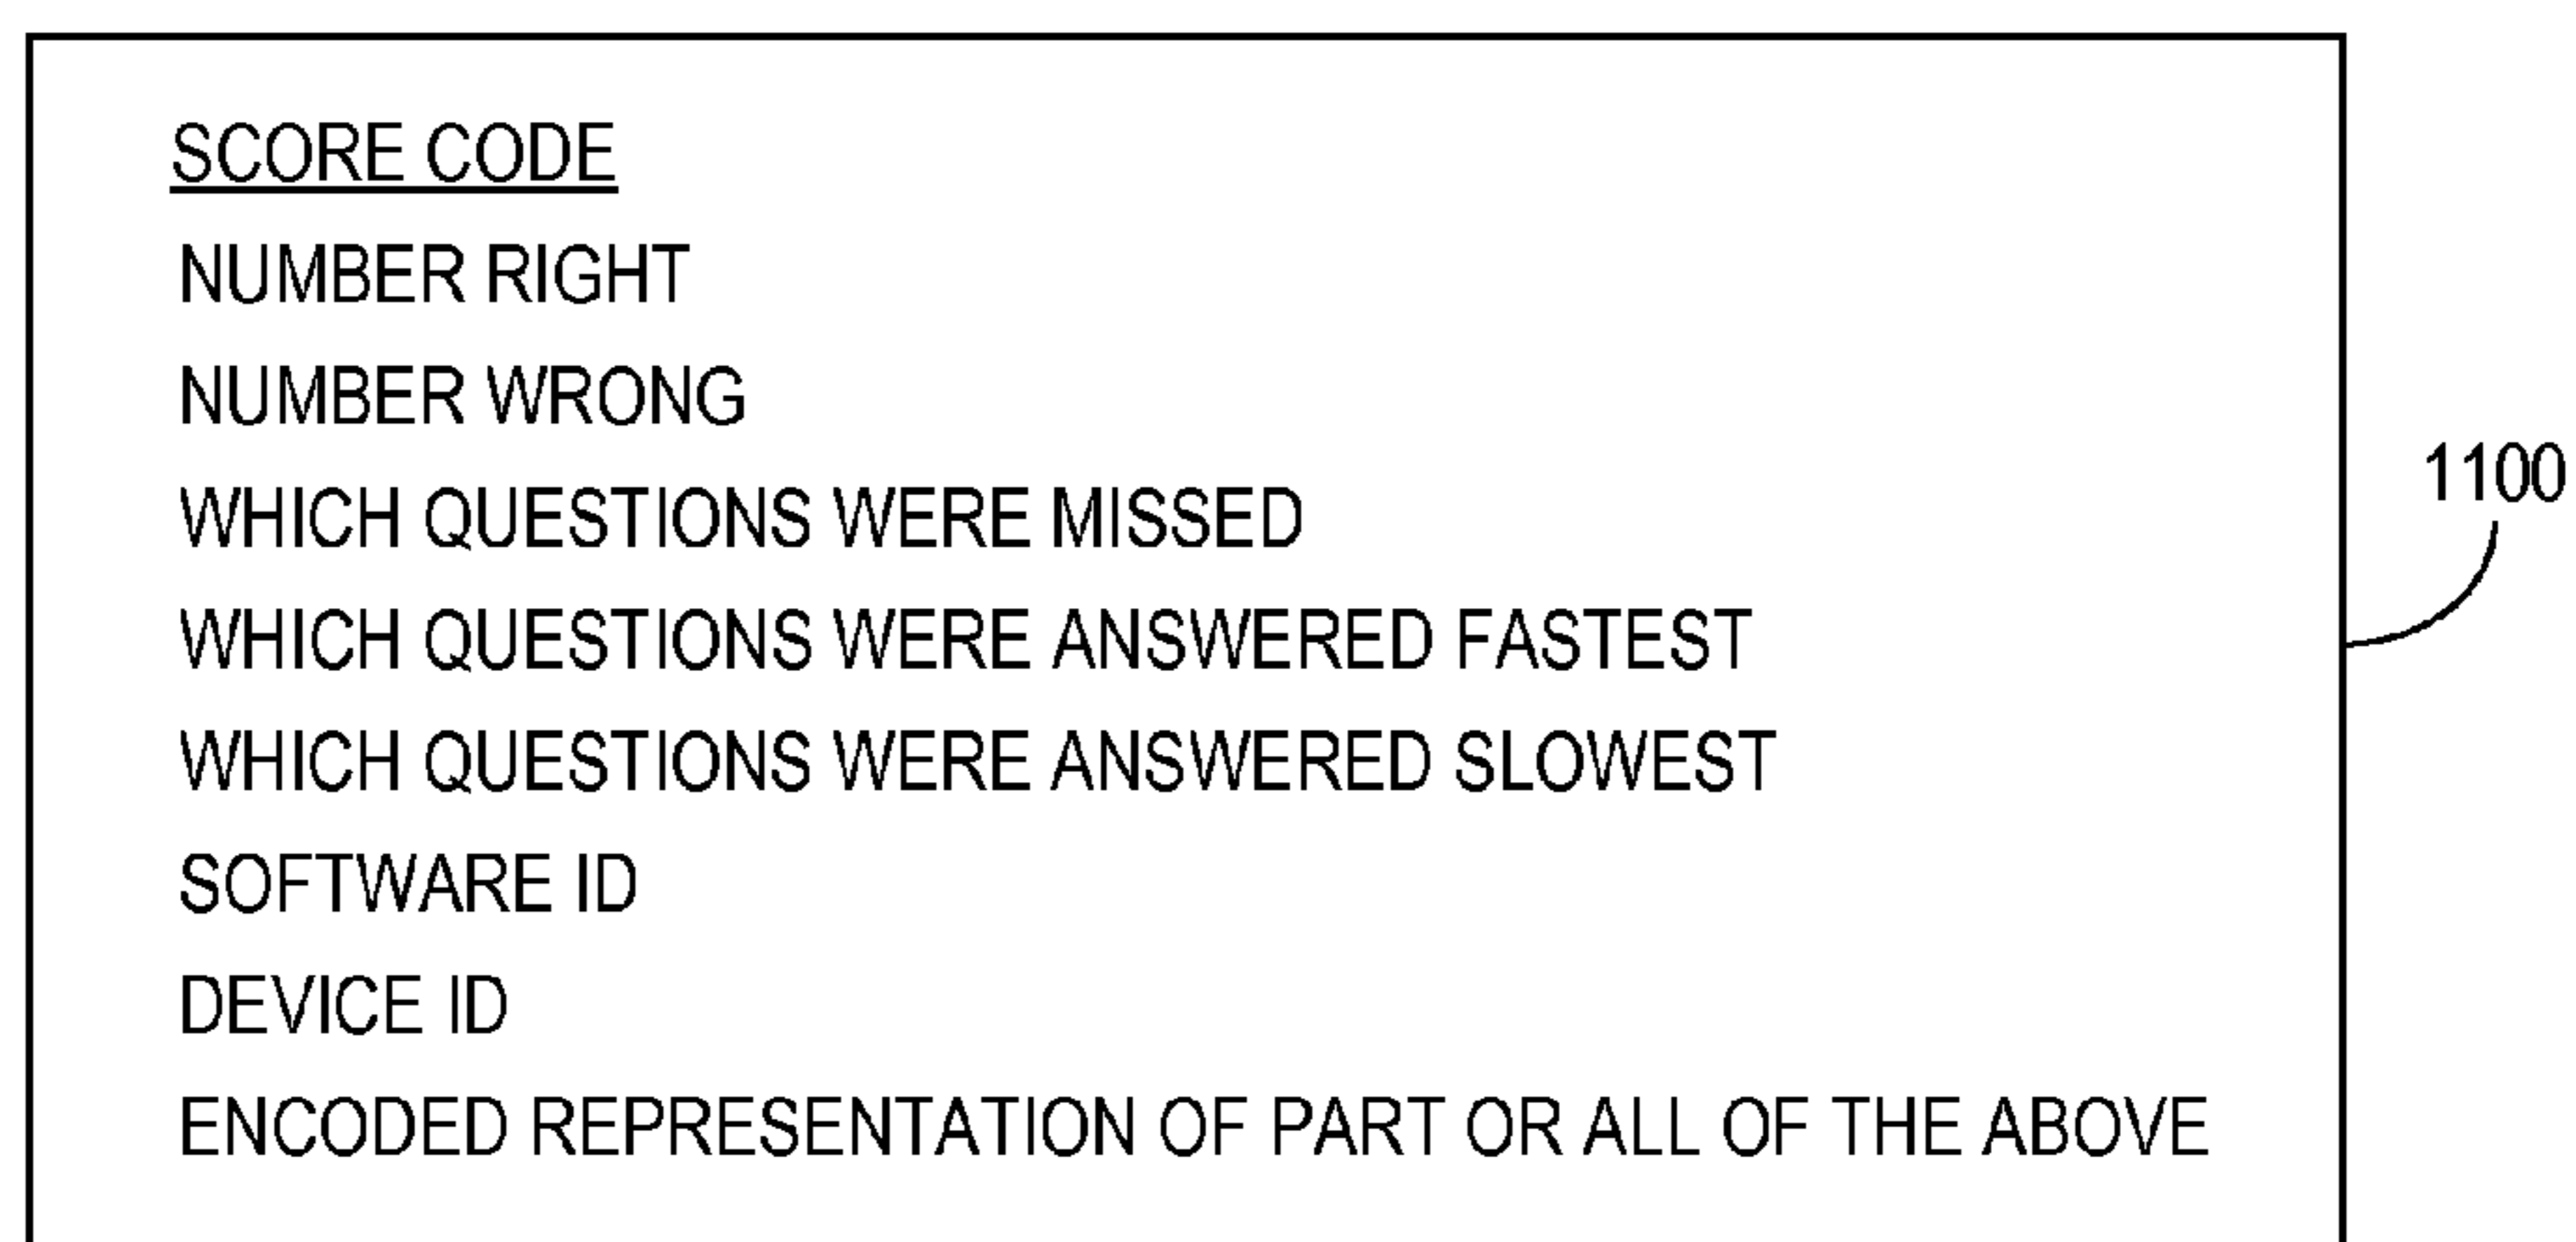 SCORE CODE
NUMBER RIGHT
NUMBER WRONG
WHICH QUESTIONS WERE MISSED
1100
WHICH QUESTIONS WERE ANSWERED FASTEST
WHICH QUESTIONS WERE ANSWERED SLOWEST
SOFTWARE ID
DEVICE ID
ENCODED REPRESENTATION OF PART OR ALL OF THE ABOVE